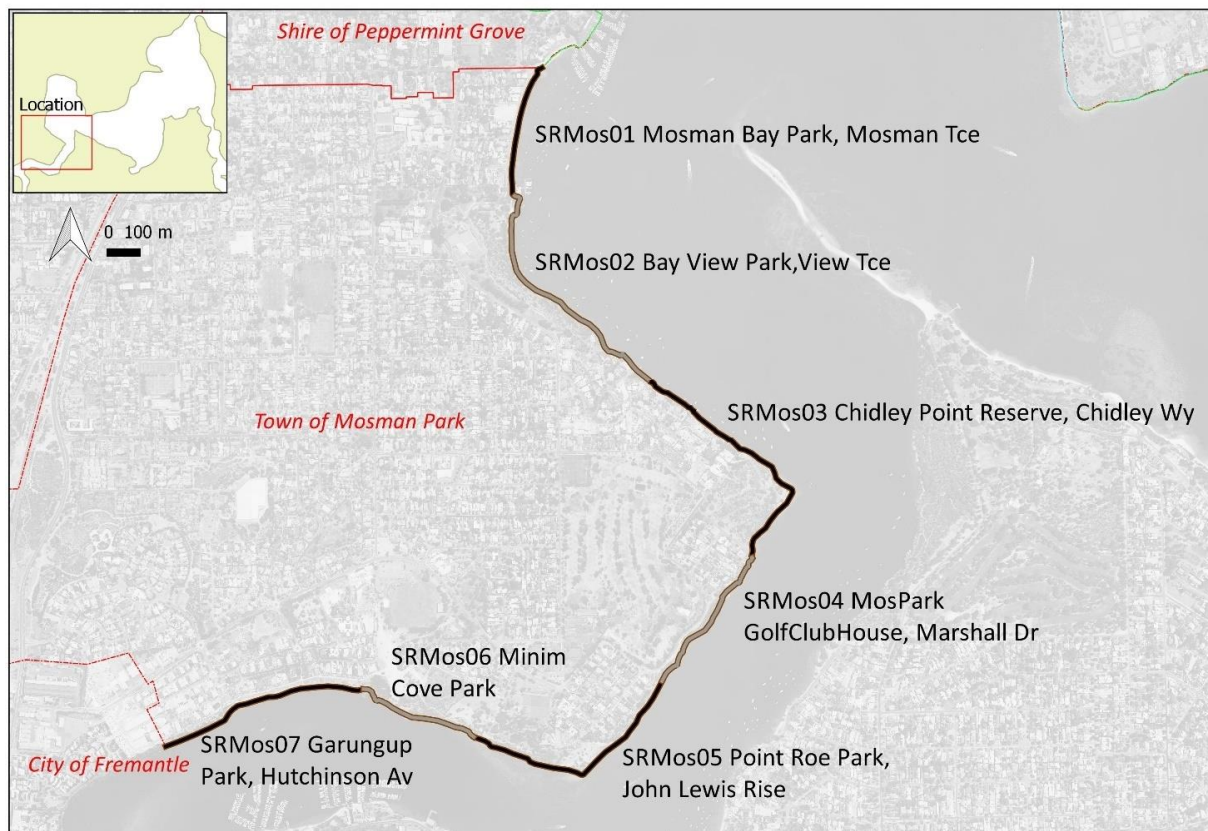 Shire of Peppermint Grove
Location
0 100 m
SRMos01 Mosman Bay Park, Mosman Tce
SRMos02 Bay View Park,View Tce
SRMos03 Chidley Point Reserve, Chidley Wy
Town of Mosman Park
SRMos04 MosPark
GolfClubHouse, Marshall Dr
SRMos06 Minim
Cove Park
SRMos05 Point Roe Park,
John Lewis Rise
SRMos07 Garungup
Park, Hutchinson Av
City of Fremantle